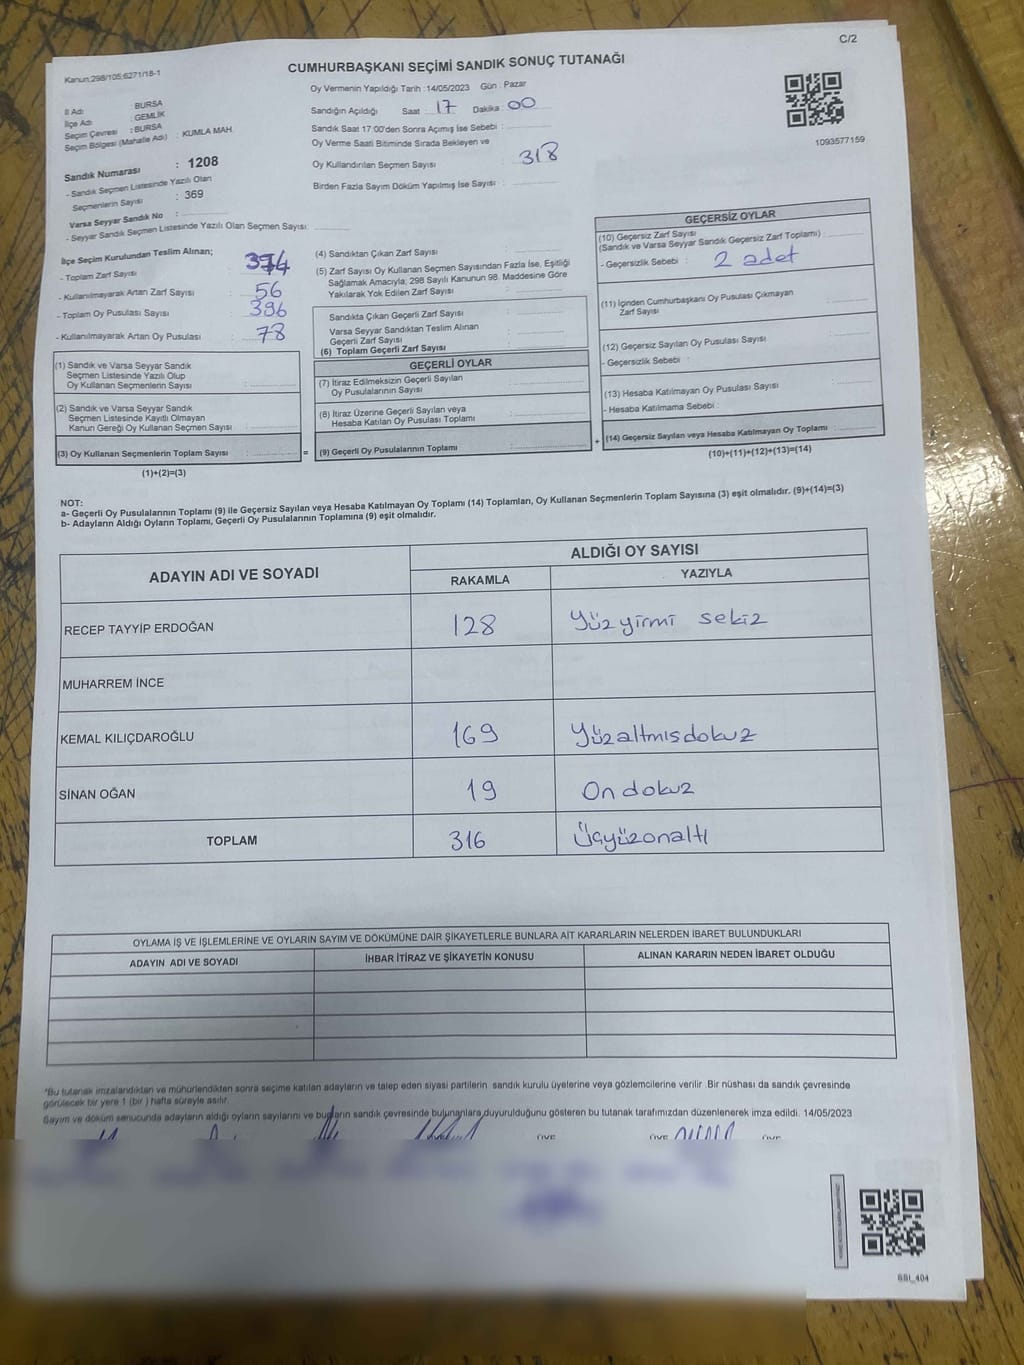 C/2
Kanun:298/105;6271/18-1
CUMHURBAŞKANI SEÇİMİ SANDIK SONUÇ TUTANAĞI
Oy Vermenin Yapıldığı Tarih :14/05/2023 Gün : Pazar
İl Adı : BURSA
İlçe Adı : GEMLİK
Seçim Çevresi : BURSA
Seçim Bölgesi (Mahalle Adı) : KUMLA MAH.
Sandık Numarası : 1208
- Sandık Seçmen Listesinde Yazılı Olan
Seçmenlerin Sayısı : 369
Varsa Seyyar Sandık No :
- Seyyar Sandık Seçmen Listesinde Yazılı Olan Seçmen Sayısı :
Sandığın Açıldığı Saat 17 Dakika 00
Sandık Saat 17:00'den Sonra Açımış İse Sebebi :
Oy Verme Saati Bitiminde Sırada Bekleyen ve
Oy Kullandırılan Seçmen Sayısı 318
Birden Fazla Sayım Döküm Yapılmış İse Sayısı :
1093577159
İlçe Seçim Kurulundan Teslim Alınan;
- Toplam Zarf Sayısı : 374
- Kullanılmayarak Artan Zarf Sayısı : 56
- Toplam Oy Pusulası Sayısı : 396
- Kullanılmayarak Artan Oy Pusulası : 78
(4) Sandıktan Çıkan Zarf Sayısı :
(5) Zarf Sayısı Oy Kullanan Seçmen Sayısından Fazla İse, Eşitliği
Sağlamak Amacıyla; 298 Sayılı Kanunun 98. Maddesine Göre
Yakılarak Yok Edilen Zarf Sayısı :
Sandıkta Çıkan Geçerli Zarf Sayısı :
Varsa Seyyar Sandıktan Teslim Alınan
Geçerli Zarf Sayısı :
(6) Toplam Geçerli Zarf Sayısı
GEÇERSİZ OYLAR
(10) Geçersiz Zarf Sayısı
(Sandık ve Varsa Seyyar Sandık Geçersiz Zarf Toplamı) :
- Geçersizlik Sebebi : 2 adet
(11) İçinden Cumhurbaşkanı Oy Pusulası Çıkmayan
Zarf Sayısı :
(12) Geçersiz Sayılan Oy Pusulası Sayısı :
- Geçersizlik Sebebi :
(13) Hesaba Katılmayan Oy Pusulası Sayısı :
- Hesaba Katılmama Sebebi :
(14) Geçersiz Sayılan veya Hesaba Katılmayan Oy Toplamı :
(10)+(11)+(12)+(13)=(14)
(1) Sandık ve Varsa Seyyar Sandık
Seçmen Listesinde Yazılı Olup
Oy Kullanan Seçmenlerin Sayısı :
(2) Sandık ve Varsa Seyyar Sandık
Seçmen Listesinde Kayıtlı Olmayan
Kanun Gereği Oy Kullanan Seçmen Sayısı :
(3) Oy Kullanan Seçmenlerin Toplam Sayısı :
(1)+(2)=(3)
=
GEÇERLİ OYLAR
(7) İtiraz Edilmeksizin Geçerli Sayılan
Oy Pusulalarının Sayısı :
(8) İtiraz Üzerine Geçerli Sayılan veya
Hesaba Katılan Oy Pusulası Toplamı :
(9) Geçerli Oy Pusulalarının Toplamı :
+
NOT:
a- Geçerli Oy Pusulalarının Toplamı (9) ile Geçersiz Sayılan veya Hesaba Katılmayan Oy Toplamı (14) Toplamları, Oy Kullanan Seçmenlerin Toplam Sayısına (3) eşit olmalıdır. (9)+(14)=(3)
b- Adayların Aldığı Oyların Toplamı, Geçerli Oy Pusulalarının Toplamına (9) eşit olmalıdır.
ADAYIN ADI VE SOYADI
ALDIĞI OY SAYISI
RAKAMLA YAZIYLA
RECEP TAYYİP ERDOĞAN 128 Yüz yirmi sekiz
MUHARREM İNCE
KEMAL KILIÇDAROĞLU 169 Yüzaltmısdokuz
SİNAN OĞAN 19 On dokuz
TOPLAM 316 Üçyüzonaltı
OYLAMA İŞ VE İŞLEMLERİNE VE OYLARIN SAYIM VE DÖKÜMÜNE DAİR ŞİKAYETLERLE BUNLARA AİT KARARLARIN NELERDEN İBARET BULUNDUKLARI
ADAYIN ADI VE SOYADI İHBAR İTİRAZ VE ŞİKAYETİN KONUSU ALINAN KARARIN NEDEN İBARET OLDUĞU
*Bu tutanak imzalandıktan ve mühürlendikten sonra seçime katılan adayların ve talep eden siyasi partilerin sandık kurulu üyelerine veya gözlemcilerine verilir .Bir nüshası da sandık çevresinde
görülecek bir yere 1 (bir ) hafta süreyle asılır.
Sayım ve döküm sonucunda adayların aldığı oyların sayılarını ve bunların sandık çevresinde bulunanlara duyurulduğunu gösteren bu tutanak tarafımızdan düzenlenerek imza edildi. 14/05/2023
SSI_404